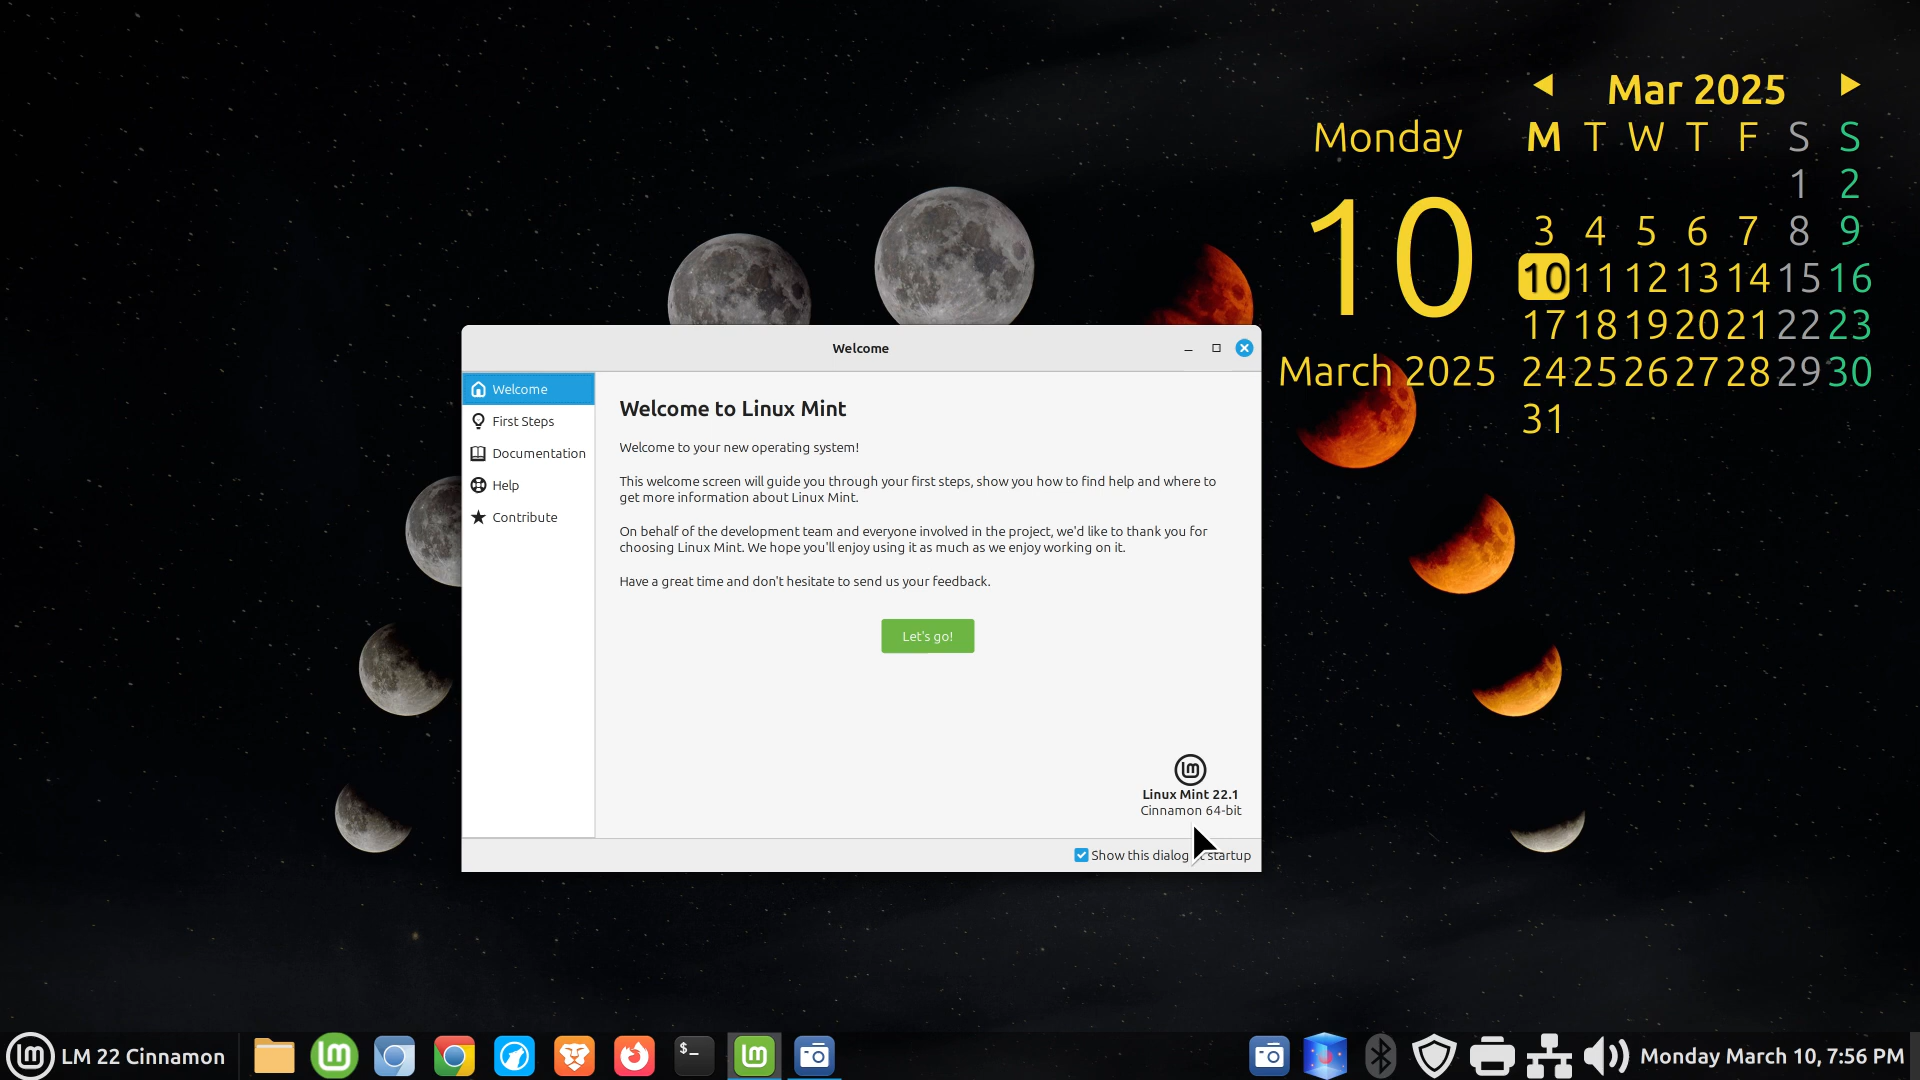 Mar 2025
Monday
M T W T F S S
1 2
3 4 5 6 7 8 9
10
10 11 12 13 14 15 16
17 18 19 20 21 22 23
March 2025
24 25 26 27 28 29 30
31
Welcome
Welcome
First Steps
Documentation
Help
Contribute
Welcome to Linux Mint
Welcome to your new operating system!
This welcome screen will guide you through your first steps, show you how to find help and where to
get more information about Linux Mint.
On behalf of the development team and everyone involved in the project, we'd like to thank you for
choosing Linux Mint. We hope you'll enjoy using it as much as we enjoy working on it.
Have a great time and don't hesitate to send us your feedback.
Let's go!
Linux Mint 22.1
Cinnamon 64-bit
Show this dialog startup
LM 22 Cinnamon
$_
Monday March 10, 7:56 PM